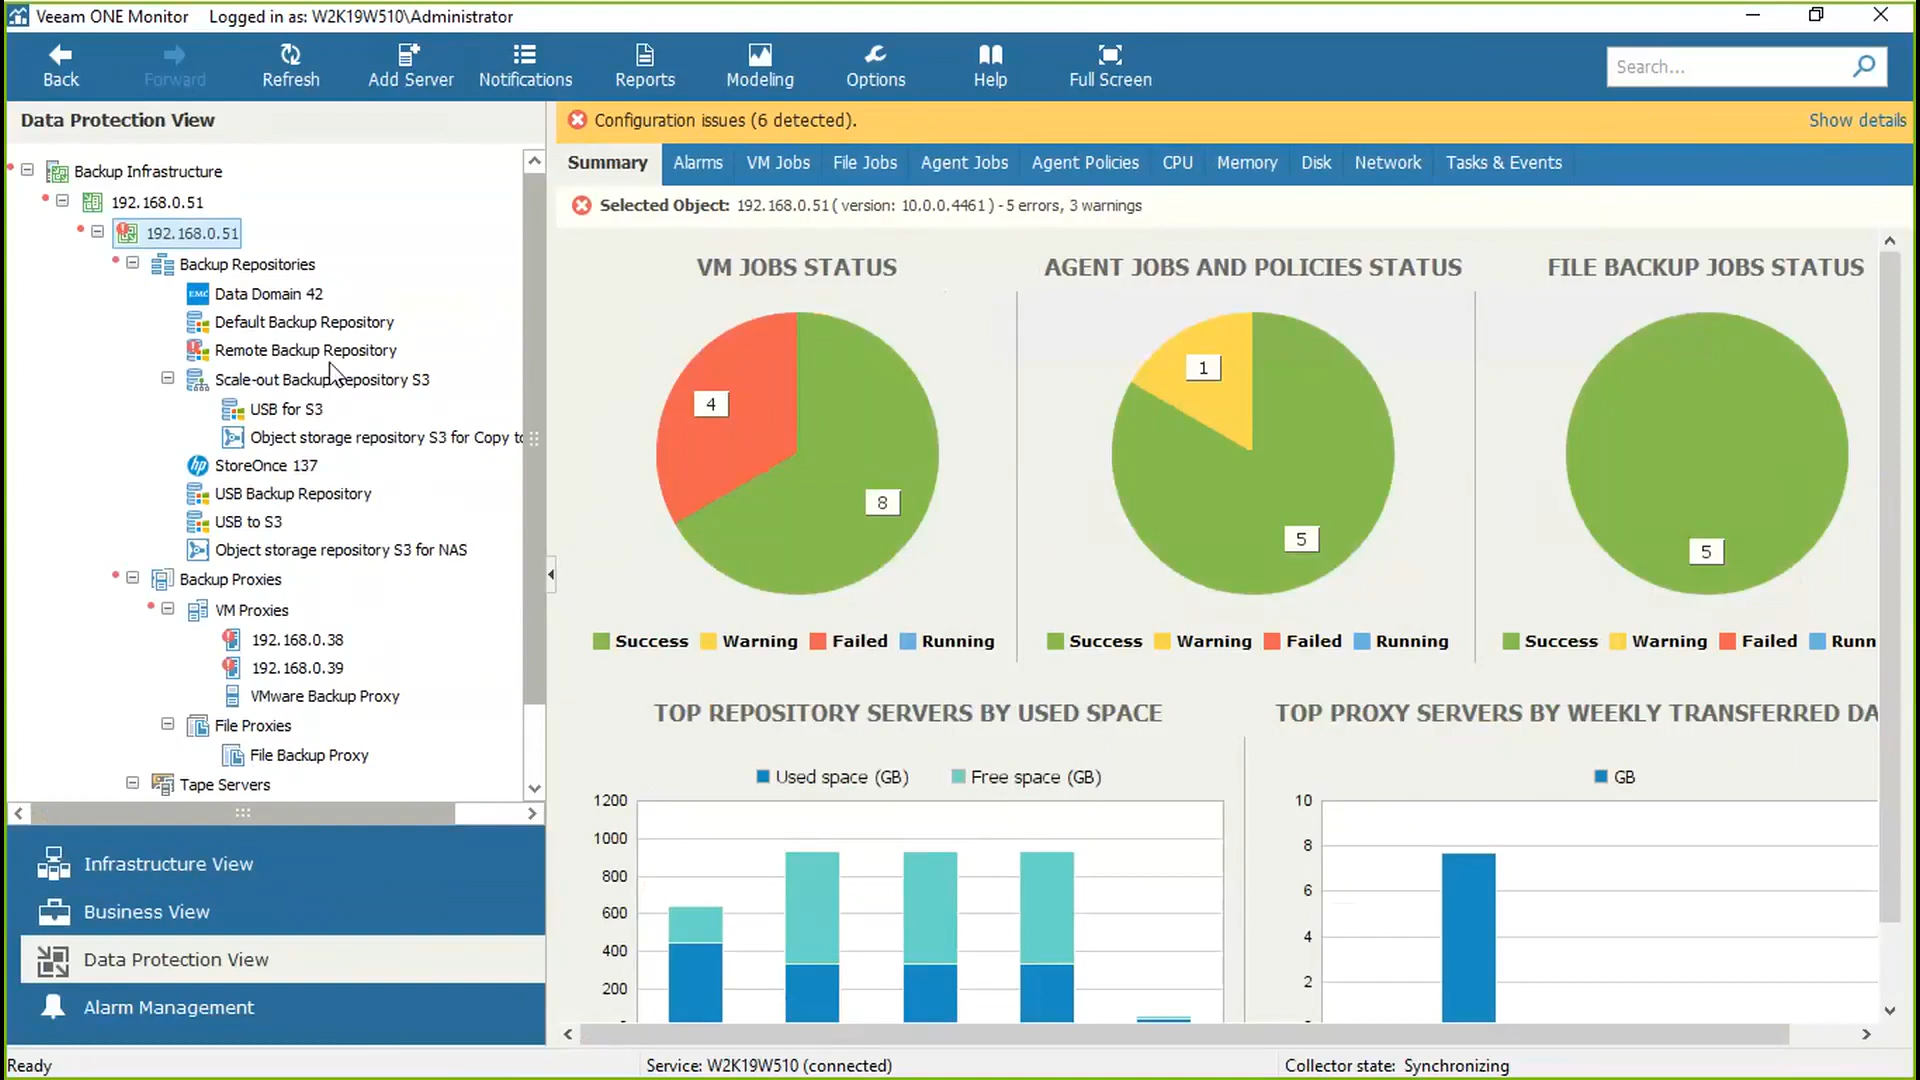 Veeam ONE Monitor Logged in as: W2K19W510\Administrator
Back
Forward
Refresh
Add Server
Notifications
Reports
Modeling
Options
Help
Full Screen
Search...
Data Protection View
Backup Infrastructure
192.168.0.51
192.168.0.51
Backup Repositories
EMC Data Domain 42
Default Backup Repository
Remote Backup Repository
Scale-out Backup Repository S3
USB for S3
Object storage repository S3 for Copy to
hp StoreOnce 137
USB Backup Repository
USB to S3
Object storage repository S3 for NAS
Backup Proxies
VM Proxies
192.168.0.38
192.168.0.39
VMware Backup Proxy
File Proxies
File Backup Proxy
Tape Servers
Infrastructure View
Business View
Data Protection View
Alarm Management
Configuration issues (6 detected).
Show details
Summary Alarms VM Jobs File Jobs Agent Jobs Agent Policies CPU Memory Disk Network Tasks & Events
Selected Object: 192.168.0.51 ( version: 10.0.0.4461 ) - 5 errors, 3 warnings
VM JOBS STATUS
4
8
Success Warning Failed Running
AGENT JOBS AND POLICIES STATUS
1
5
Success Warning Failed Running
FILE BACKUP JOBS STATUS
5
Success Warning Failed Runn
TOP REPOSITORY SERVERS BY USED SPACE
Used space (GB) Free space (GB)
1200
1000
800
600
400
200
TOP PROXY SERVERS BY WEEKLY TRANSFERRED DA
GB
10
8
6
4
2
Ready
Service: W2K19W510 (connected)
Collector state: Synchronizing